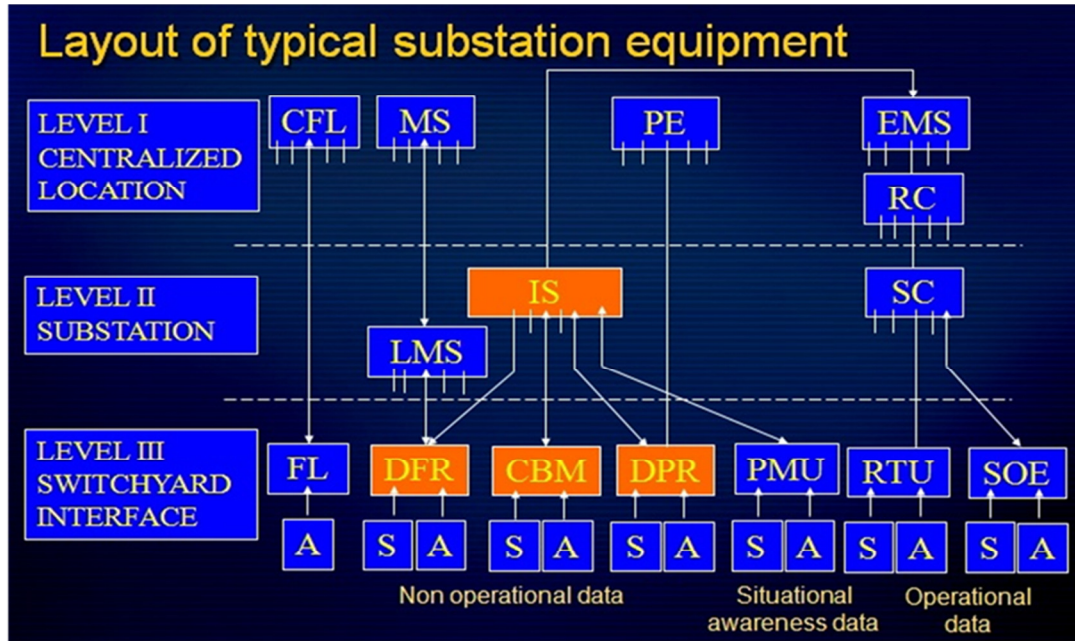 Layout of typical substation equipment
LEVEL I
CENTRALIZED
LOCATION
CFL
MS
PE
EMS
RC
LEVEL II
SUBSTATION
IS
SC
LMS
LEVEL III
SWITCHYARD
INTERFACE
FL
DFR
CBM
DPR
PMU
RTU
SOE
A
S
A
S
A
S
A
S
A
S
A
S
A
Non operational data
Situational
awareness data
Operational
data